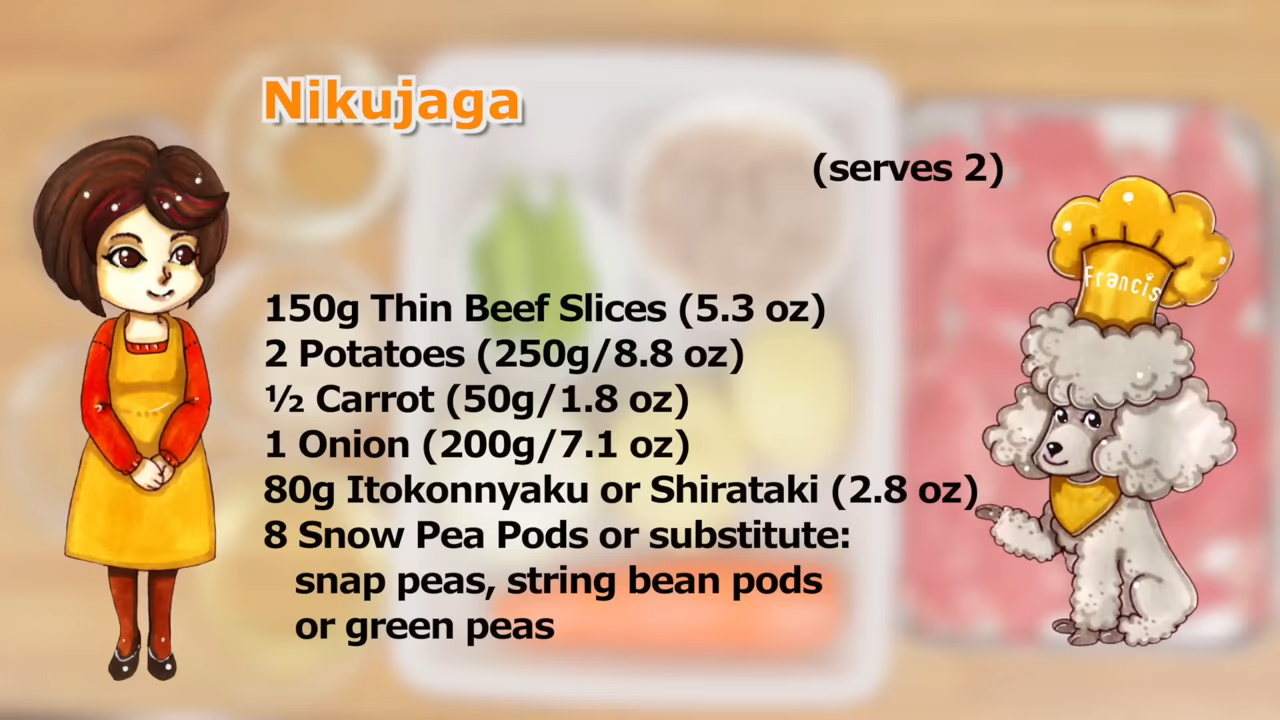 Nikujaga
(serves 2)
Francis
150g Thin Beef Slices (5.3 oz)
2 Potatoes (250g/8.8 oz)
½ Carrot (50g/1.8 oz)
1 Onion (200g/7.1 oz)
80g Itokonnyaku or Shirataki (2.8 oz)
8 Snow Pea Pods or substitute:
snap peas, string bean pods
or green peas